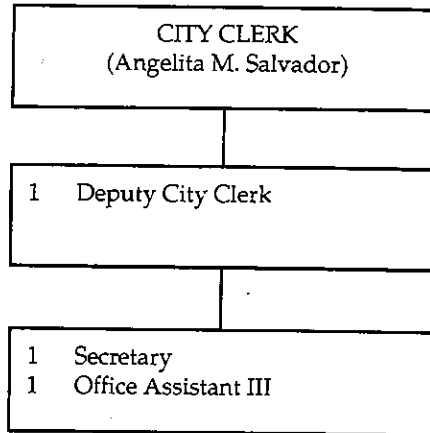 CITY CLERK
(Angelita M. Salvador)
1 Deputy City Clerk
1 Secretary
1 Office Assistant III